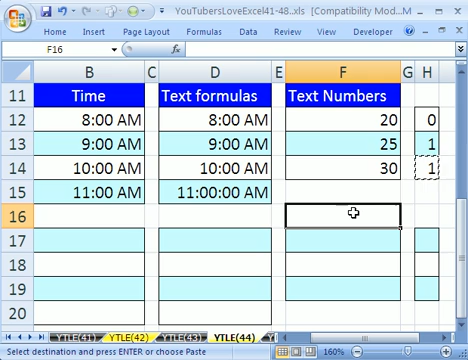 YouTubersLoveExcel41-48..xls [Compatibility Mod...
Home Insert Page Layout Formulas Data Review View Developer
F16 fx
B C D E F G H
11 Time Text formulas Text Numbers
12 8:00 AM 8:00 AM 20 0
13 9:00 AM 9:00 AM 25 1
14 10:00 AM 10:00 AM 30 1
15 11:00 AM 11:00:00 AM
16
17
18
19
20
YTLE(41) YTLE(42) YTLE(43) YTLE(44)
Select destination and press ENTER or choose Paste 160%